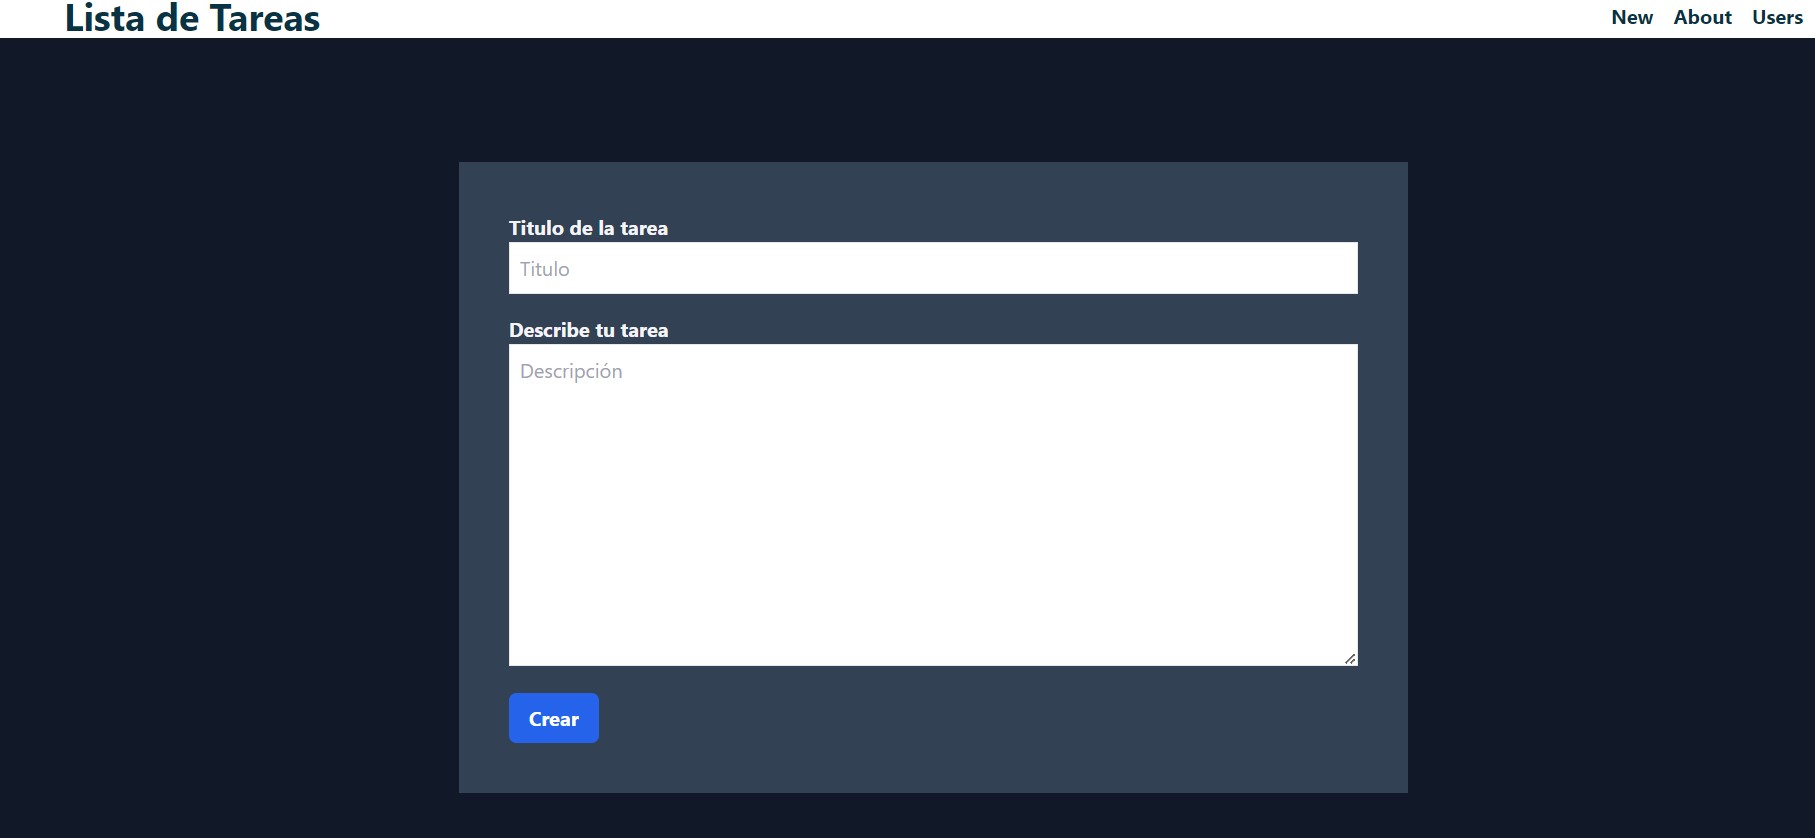 Lista de Tareas
New About Users
Titulo de la tarea
Titulo
Describe tu tarea
Descripción
Crear